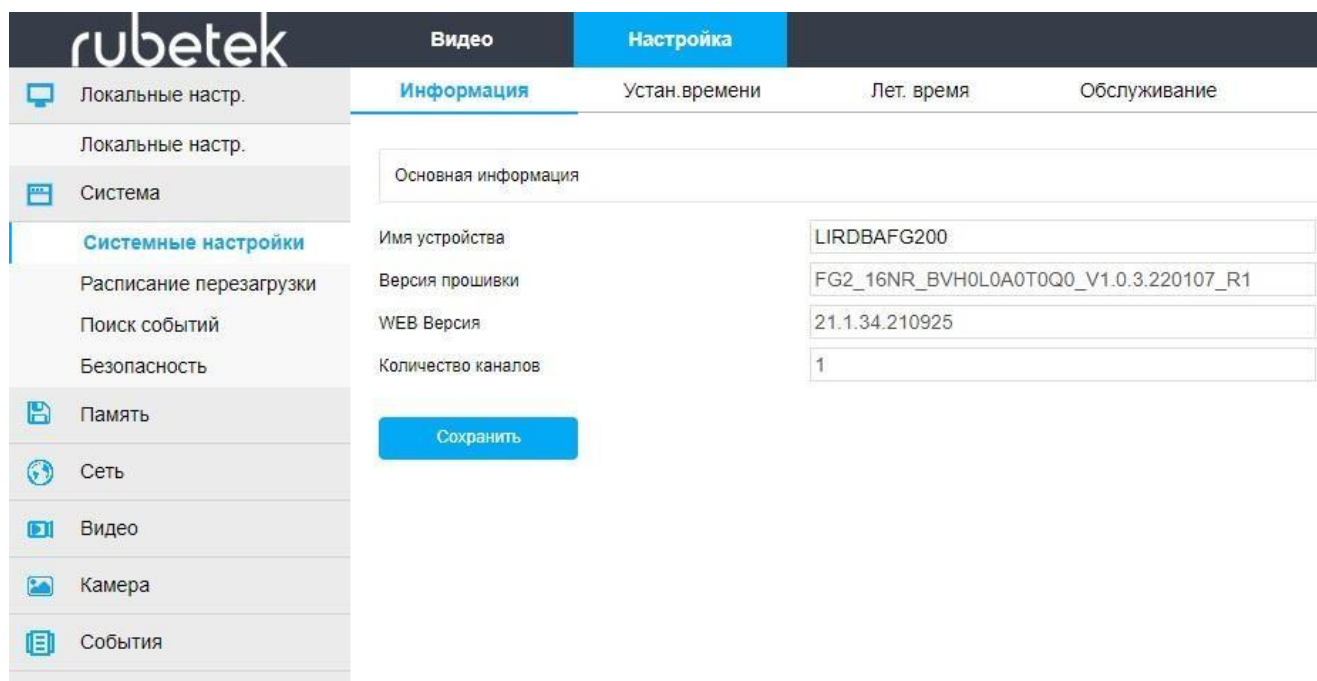 rubetek
Видео
Настройка
Локальные настр.
Информация
Устан.времени
Лет. время
Обслуживание
Локальные настр.
Система
Системные настройки
Расписание перезагрузки
Поиск событий
Безопасность
Память
Сеть
Видео
Камера
События
Основная информация
Имя устройства
LIRDBAFG200
Версия прошивки
FG2_16NR_BVH0L0A0T0Q0_V1.0.3.220107_R1
WEB Версия
21.1.34.210925
Количество каналов
1
Сохранить